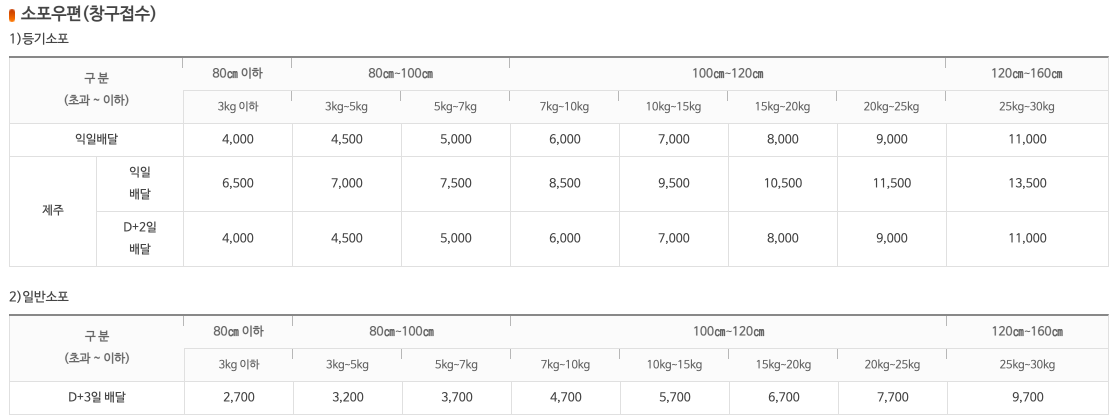 소포우편(창구접수)
1)등기소포
구 분
(초과 ~ 이하)
80㎝ 이하 80㎝~100㎝ 100㎝~120㎝ 120㎝~160㎝
3kg 이하 3kg~5kg 5kg~7kg 7kg~10kg 10kg~15kg 15kg~20kg 20kg~25kg 25kg~30kg
익일배달 4,000 4,500 5,000 6,000 7,000 8,000 9,000 11,000
제주
익일
배달
6,500 7,000 7,500 8,500 9,500 10,500 11,500 13,500
D+2일
배달
4,000 4,500 5,000 6,000 7,000 8,000 9,000 11,000
2)일반소포
구 분
(초과 ~ 이하)
80㎝ 이하 80㎝~100㎝ 100㎝~120㎝ 120㎝~160㎝
3kg 이하 3kg~5kg 5kg~7kg 7kg~10kg 10kg~15kg 15kg~20kg 20kg~25kg 25kg~30kg
D+3일 배달 2,700 3,200 3,700 4,700 5,700 6,700 7,700 9,700